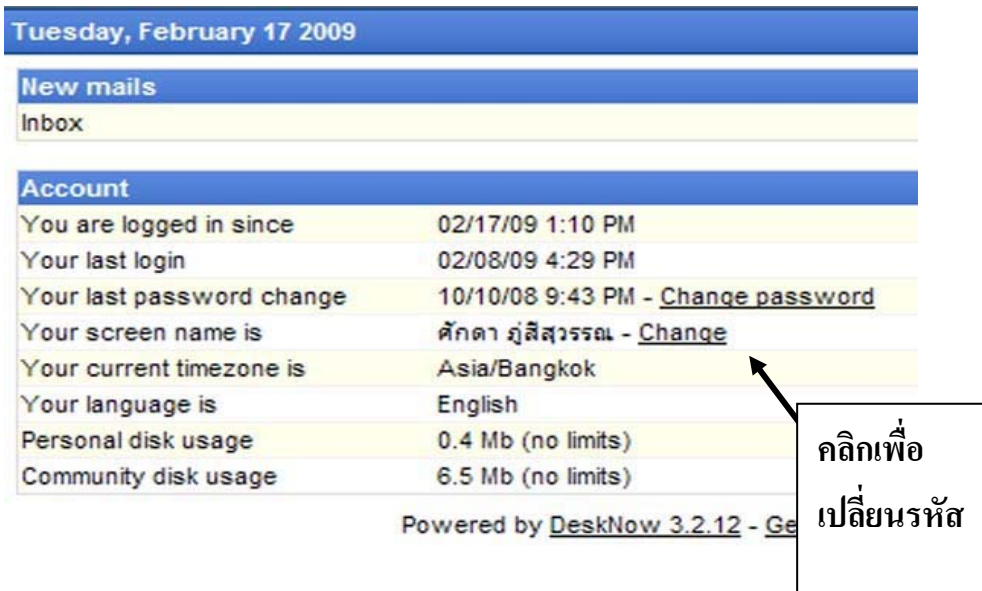 Tuesday, February 17 2009
New mails
Inbox
Account
You are logged in since 02/17/09 1:10 PM
Your last login 02/08/09 4:29 PM
Your last password change 10/10/08 9:43 PM - Change password
Your screen name is ศักดา ภู่สีสุวรรณ - Change
Your current timezone is Asia/Bangkok
Your language is English
Personal disk usage 0.4 Mb (no limits)
Community disk usage 6.5 Mb (no limits)
Powered by DeskNow 3.2.12 - Ge
คลิกเพื่อ
เปลี่ยนรหัส